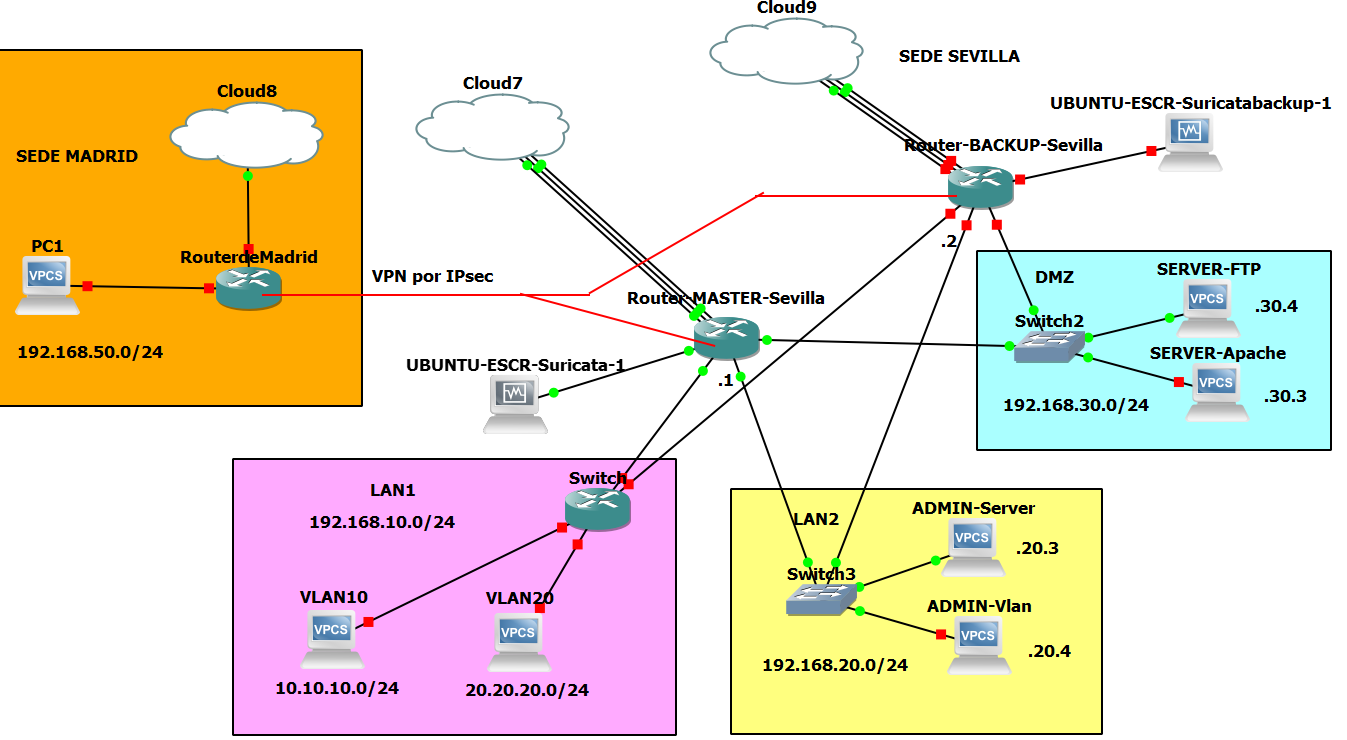 Cloud9
SEDE SEVILLA
Cloud7
Cloud8
UBUNTU-ESCR-Suricatabackup-1
Router-BACKUP-Sevilla
SEDE MADRID
PC1
VPCS
RouterdeMadrid
VPN por IPsec
192.168.50.0/24
.2
Router-MASTER-Sevilla
UBUNTU-ESCR-Suricata-1
.1
DMZ
SERVER-FTP
VPCS
.30.4
Switch2
SERVER-Apache
VPCS
.30.3
192.168.30.0/24
LAN1
Switch
192.168.10.0/24
VLAN10
VPCS
10.10.10.0/24
VLAN20
VPCS
20.20.20.0/24
LAN2
ADMIN-Server
VPCS
.20.3
Switch3
ADMIN-Vlan
VPCS
.20.4
192.168.20.0/24